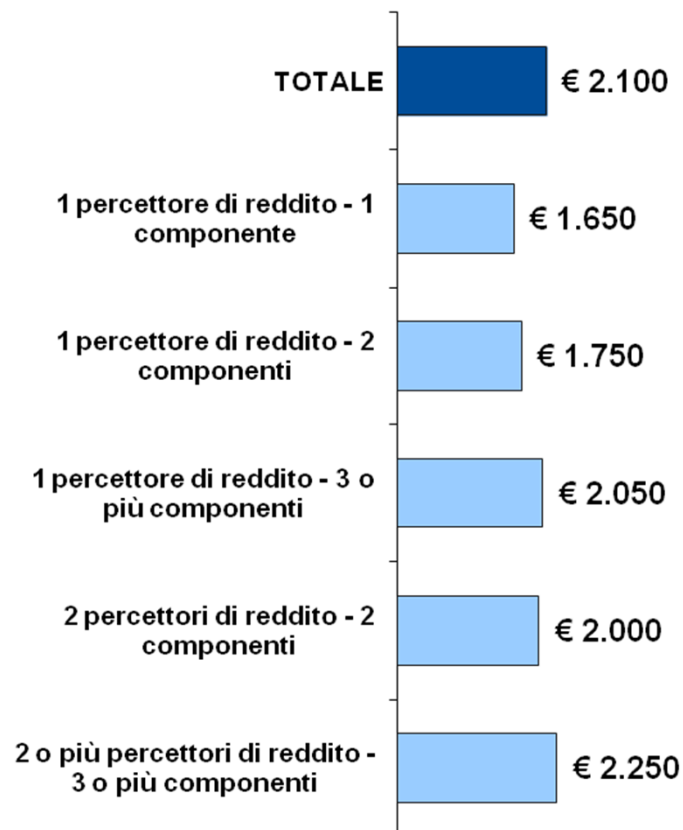 TOTALE
€ 2.100
1 percettore di reddito - 1
componente
€ 1.650
1 percettore di reddito - 2
componenti
€ 1.750
1 percettore di reddito - 3 o
più componenti
€ 2.050
2 percettori di reddito - 2
componenti
€ 2.000
2 o più percettori di reddito -
3 o più componenti
€ 2.250